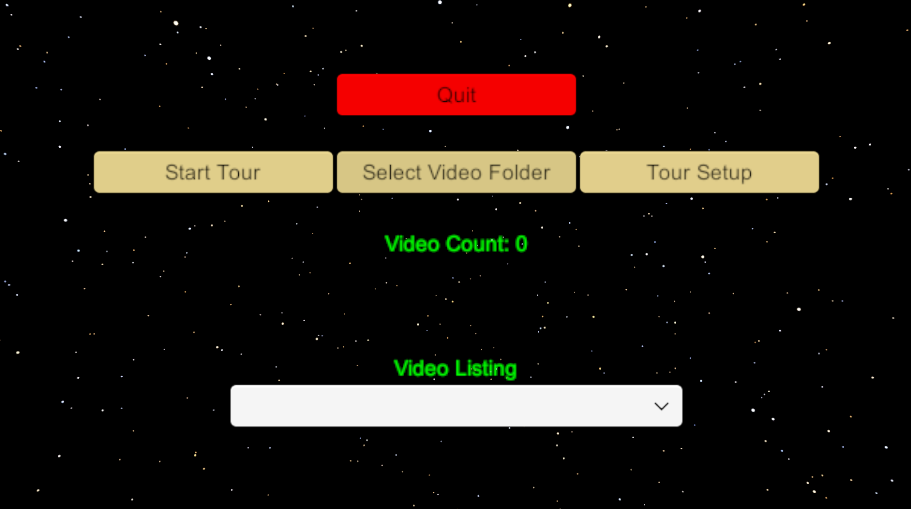 Quit
Start Tour
Select Video Folder
Tour Setup
Video Count: 0
Video Listing